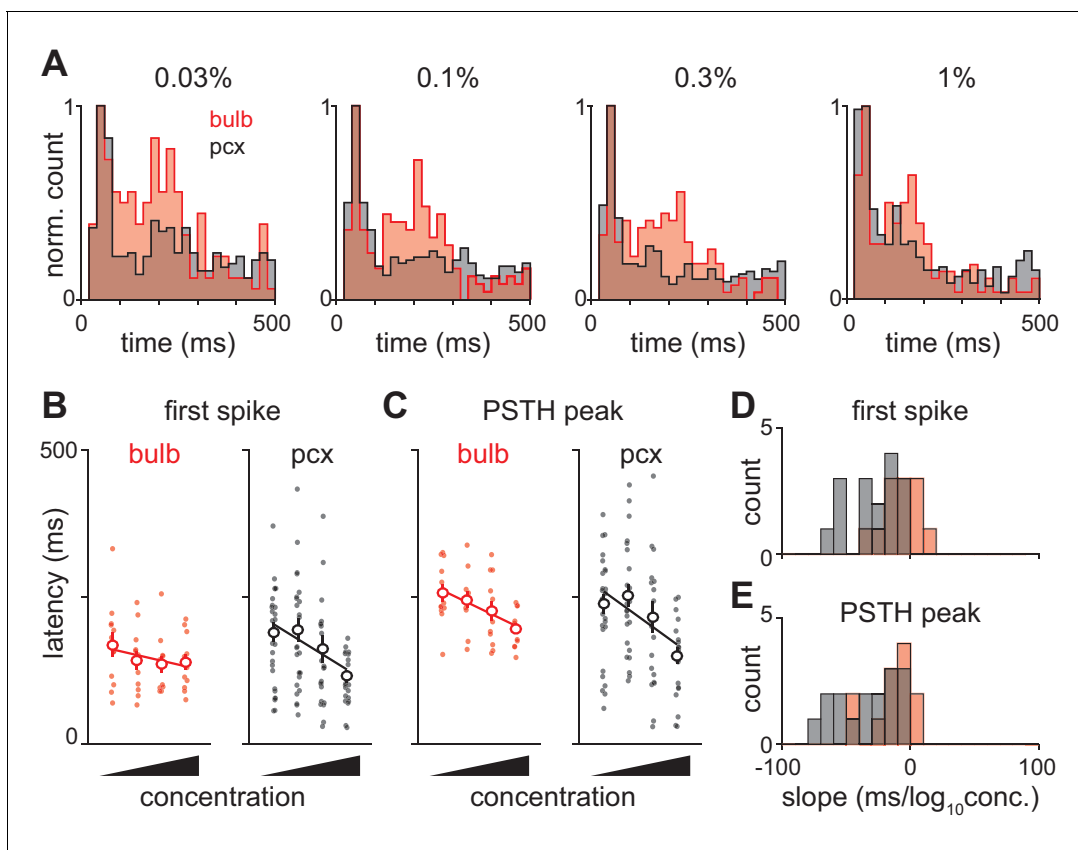 A
0.03%
0.1%
0.3%
1%
bulb
pcx
norm. count
1
0
0
500
time (ms)
1
0
0
500
time (ms)
1
0
0
500
time (ms)
1
0
0
500
time (ms)
B
first spike
bulb
pcx
C
PSTH peak
bulb
pcx
latency (ms)
500
0
concentration
concentration
D
first spike
count
5
0
E
PSTH peak
count
5
0
-100
0
100
slope (ms/log10conc.)